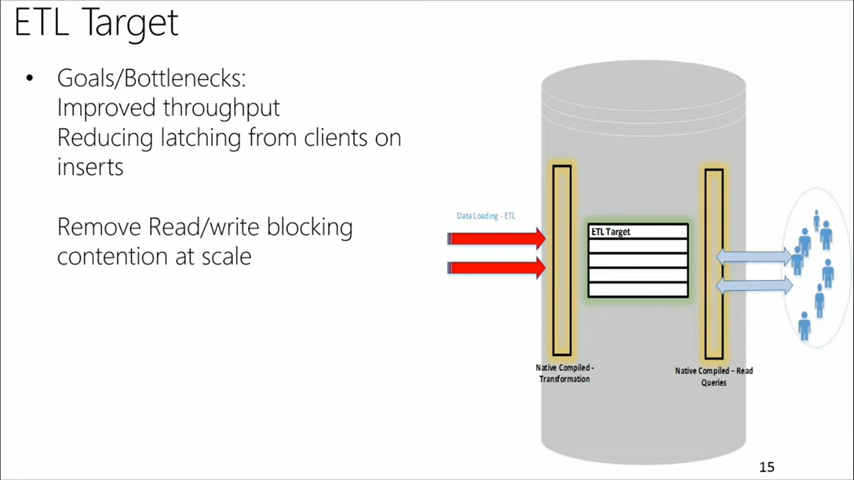 ETL Target
• Goals/Bottlenecks:
Improved throughput
Reducing latching from clients on
inserts
Remove Read/write blocking
contention at scale
Data Loading - ETL
ETL Target
Native Compiled -
Transformation
Native Compiled – Read
Queries
15